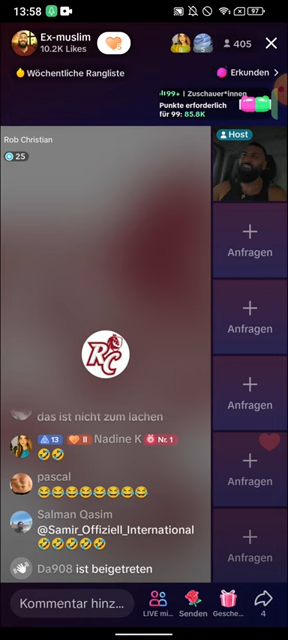 13:58
97
Ex-muslim
10.2K Likes
5
405
Wöchentliche Rangliste
Erkunden >
99+ | Zuschauer*innen
Punkte erforderlich
für 99: 85.8K
Rob Christian
25
Host
RC
Anfragen
Anfragen
Anfragen
Anfragen
Anfragen
das ist nicht zum lachen
13 II Nadine K Nr. 1
🤣🤣
pascal
😂😂😂😂😂😂😂😂
Salman Qasim
@Samir_Offiziell_International
🤣🤣🤣🤣🤣
Da908 ist beigetreten
Kommentar hinz...
LIVE mi...
Senden
Gesche...
4